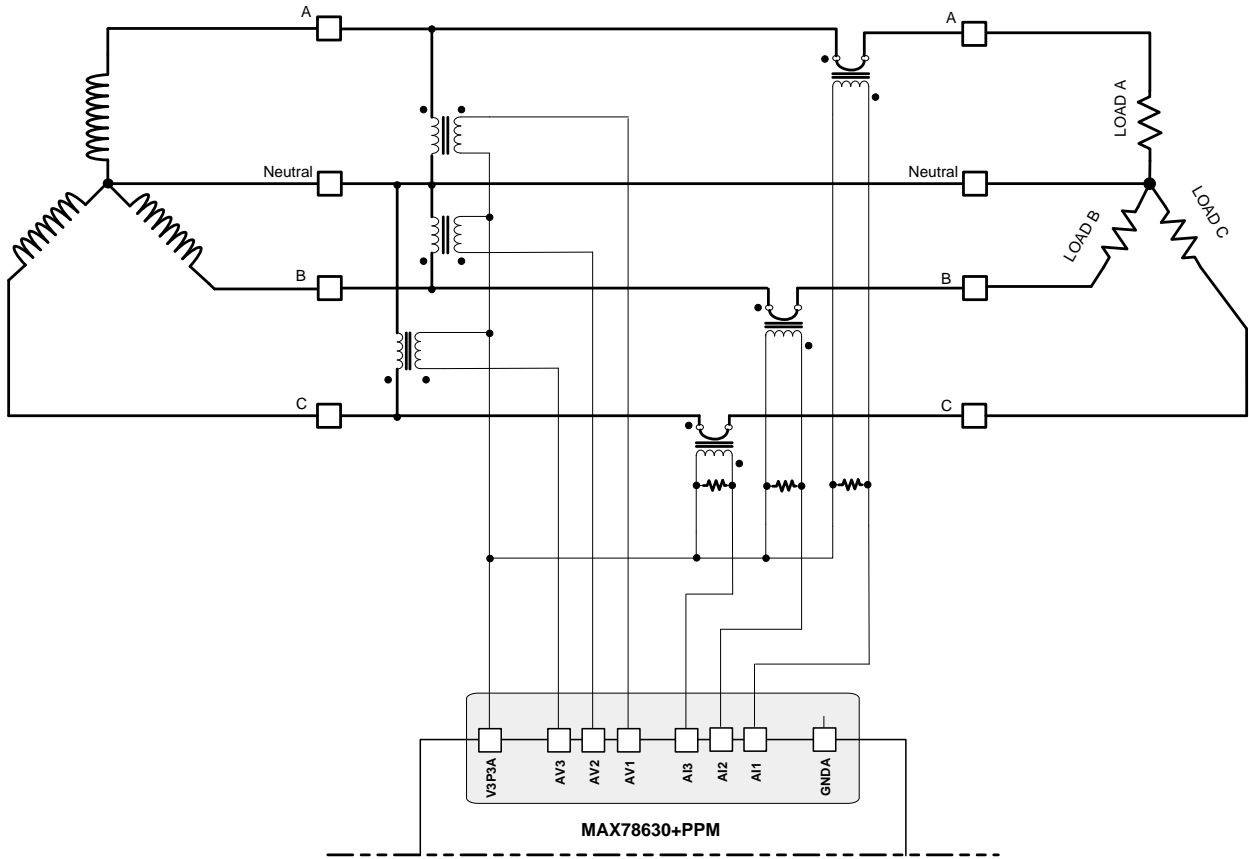 A
A
LOAD A
Neutral
Neutral
LOAD B
LOAD C
B
B
C
C
V3P3A
AV3
AV2
AV1
AI3
AI2
AI1
GNDA
MAX78630+PPM